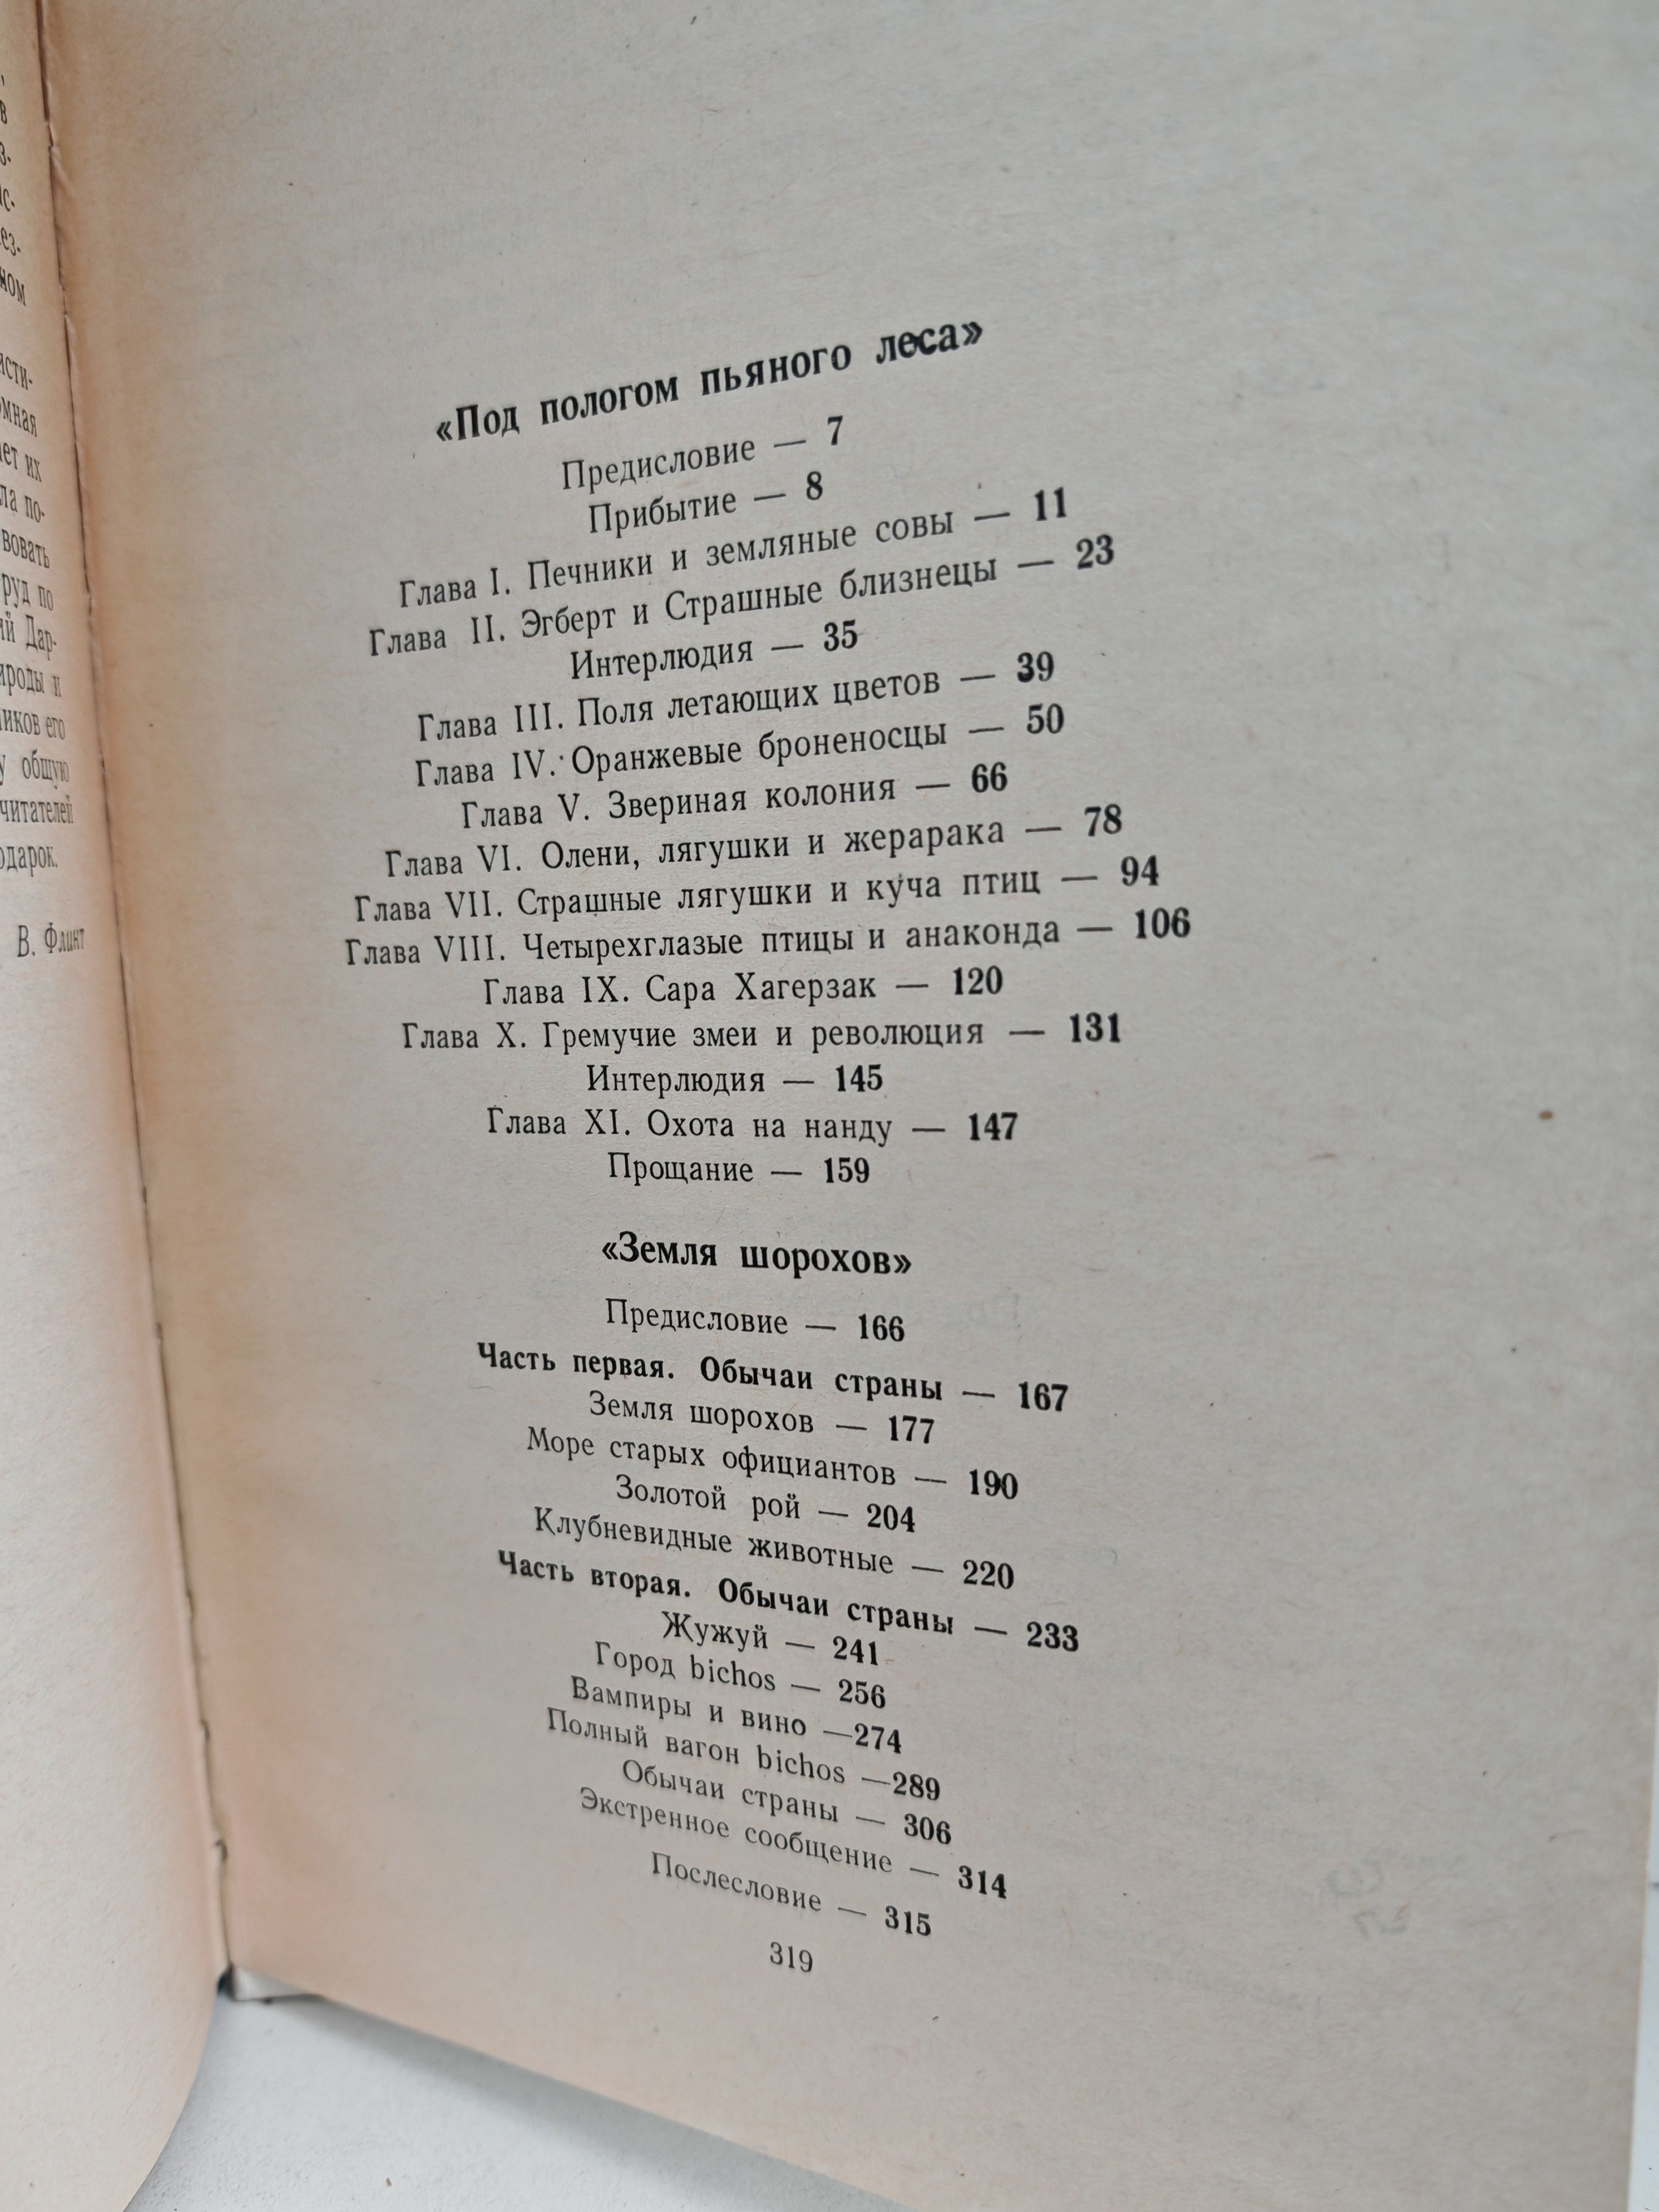 В. Флинт
«Под пологом пьяного леса»
Предисловие — 7
Прибытие — 8
Глава I. Печники и земляные совы — 11
Глава II. Эгберт и Страшные близнецы — 23
Интерлюдия — 35
Глава III. Поля летающих цветов — 39
Глава IV. Оранжевые броненосцы — 50
Глава V. Звериная колония — 66
Глава VI. Олени, лягушки и жерарака — 78
Глава VII. Страшные лягушки и куча птиц — 94
Глава VIII. Четырехглазые птицы и анаконда — 106
Глава IX. Сара Хагерзак — 120
Глава X. Гремучие змеи и революция — 131
Интерлюдия — 145
Глава XI. Охота на нанду — 147
Прощание — 159
«Земля шорохов»
Предисловие — 166
Часть первая. Обычаи страны — 167
Земля шорохов — 177
Море старых официантов — 190
Золотой рой — 204
Клубневидные животные — 220
Часть вторая. Обычаи страны — 233
Жужуй — 241
Город bichos — 256
Вампиры и вино —274
Полный вагон bichos —289
Обычаи страны — 306
Экстренное сообщение — 314
Послесловие — 315
319